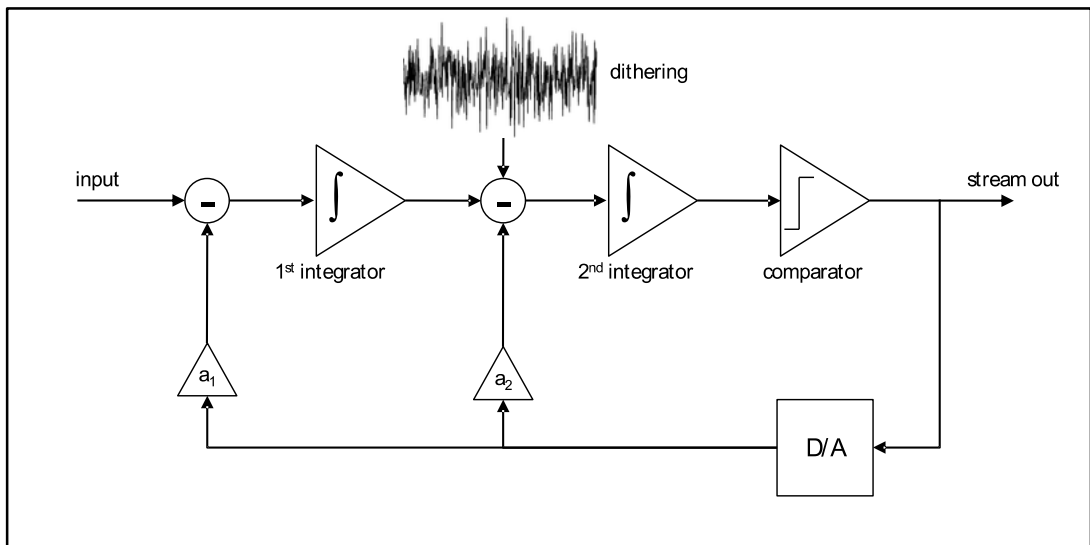 dithering
input
stream out
-
-
∫
∫
1st integrator
2nd integrator
comparator
a1
a2
D/A